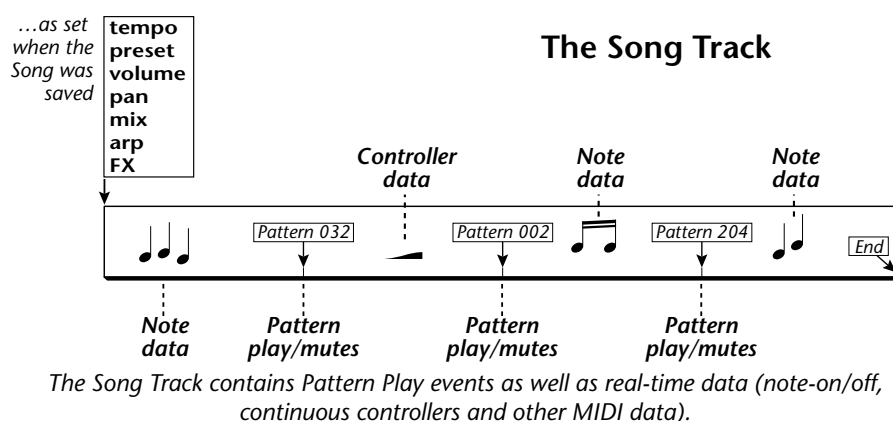 …as set
when the
Song was
saved
tempo
preset
volume
pan
mix
arp
FX
The Song Track
Controller
data
Note
data
Note
data
Pattern 032
Pattern 002
Pattern 204
End
Note
data
Pattern
play/mutes
Pattern
play/mutes
Pattern
play/mutes
The Song Track contains Pattern Play events as well as real-time data (note-on/off,
continuous controllers and other MIDI data).